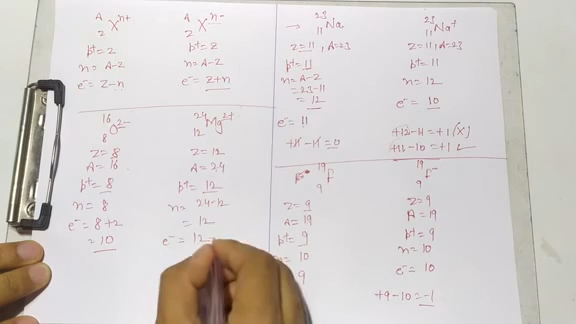 A Z X n+
p+ = Z
n = A-Z
e- = Z-n
A Z X n-
p+ = Z
n = A-Z
e- = Z+n
→ 23 11 Na
Z = 11, A = 23
p+ = 11
n = A-Z
= 23-11
= 12
e- = 11
+11-11 = 0
23 11 Na+
Z = 11, A = 23
p+ = 11
n = 12
e- = 10
+12-11 = +1 (X)
+11-10 = +1 ✓
16 8 O 2-
Z = 8
A = 16
p+ = 8
n = 8
e- = 8+2
= 10
24 12 Mg 2+
Z = 12
A = 24
p+ = 12
n = 24-12
= 12
e- = 12-
19 9 F
Z = 9
A = 19
p+ = 9
= 10
9
19 9 F-
Z = 9
A = 19
p+ = 9
n = 10
e- = 10
+9-10 = -1